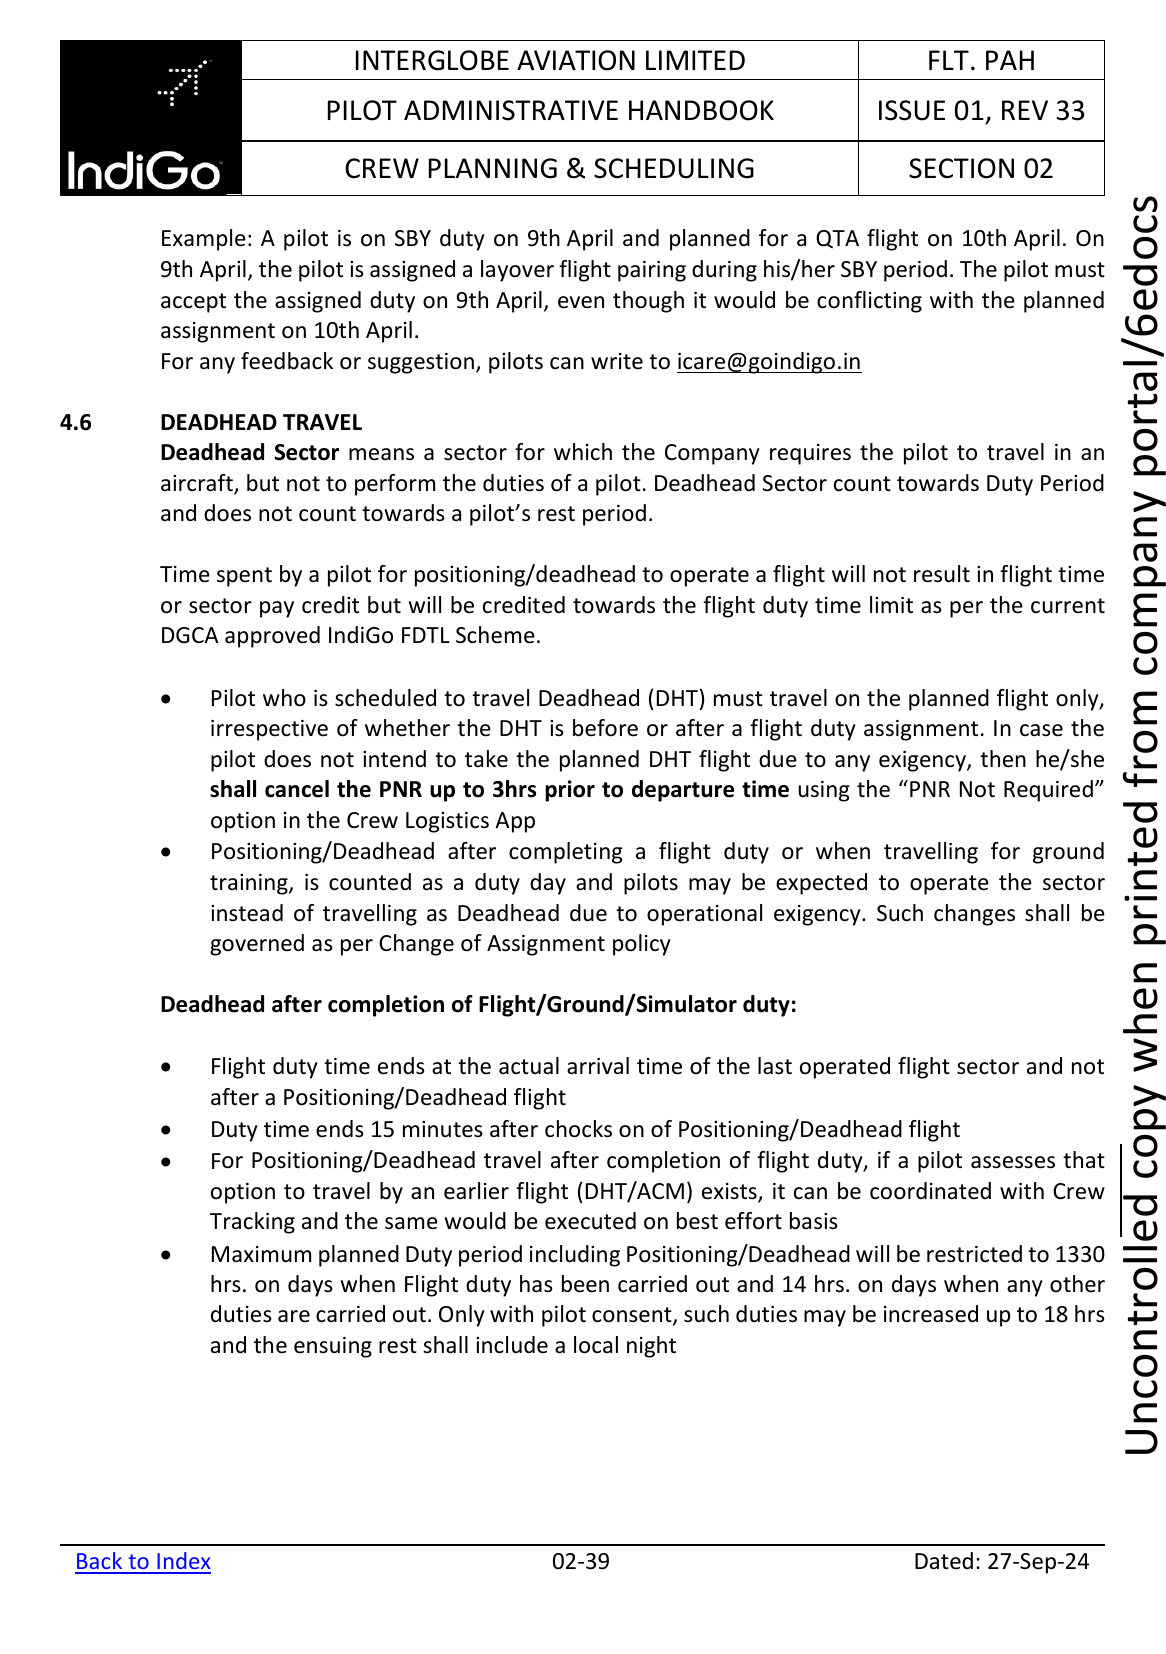 INTERGLOBE AVIATION LIMITED
FLT. PAH
PILOT ADMINISTRATIVE HANDBOOK
ISSUE 01, REV 33
IndiGo
CREW PLANNING & SCHEDULING
SECTION 02
Example: A pilot is on SBY duty on 9th April and planned for a QTA flight on 10th April. On
9th April, the pilot is assigned a layover flight pairing during his/her SBY period. The pilot must
accept the assigned duty on 9th April, even though it would be conflicting with the planned
assignment on 10th April.
For any feedback or suggestion, pilots can write to icare@goindigo.in
4.6 DEADHEAD TRAVEL
Deadhead Sector means a sector for which the Company requires the pilot to travel in an
aircraft, but not to perform the duties of a pilot. Deadhead Sector count towards Duty Period
and does not count towards a pilot’s rest period.
Time spent by a pilot for positioning/deadhead to operate a flight will not result in flight time
or sector pay credit but will be credited towards the flight duty time limit as per the current
DGCA approved IndiGo FDTL Scheme.
• Pilot who is scheduled to travel Deadhead (DHT) must travel on the planned flight only,
irrespective of whether the DHT is before or after a flight duty assignment. In case the
pilot does not intend to take the planned DHT flight due to any exigency, then he/she
shall cancel the PNR up to 3hrs prior to departure time using the “PNR Not Required”
option in the Crew Logistics App
• Positioning/Deadhead after completing a flight duty or when travelling for ground
training, is counted as a duty day and pilots may be expected to operate the sector
instead of travelling as Deadhead due to operational exigency. Such changes shall be
governed as per Change of Assignment policy
Deadhead after completion of Flight/Ground/Simulator duty:
• Flight duty time ends at the actual arrival time of the last operated flight sector and not
after a Positioning/Deadhead flight
• Duty time ends 15 minutes after chocks on of Positioning/Deadhead flight
• For Positioning/Deadhead travel after completion of flight duty, if a pilot assesses that
option to travel by an earlier flight (DHT/ACM) exists, it can be coordinated with Crew
Tracking and the same would be executed on best effort basis
• Maximum planned Duty period including Positioning/Deadhead will be restricted to 1330
hrs. on days when Flight duty has been carried out and 14 hrs. on days when any other
duties are carried out. Only with pilot consent, such duties may be increased up to 18 hrs
and the ensuing rest shall include a local night
Back to Index
02-39
Dated: 27-Sep-24
Uncontrolled copy when printed from company portal/6edocs